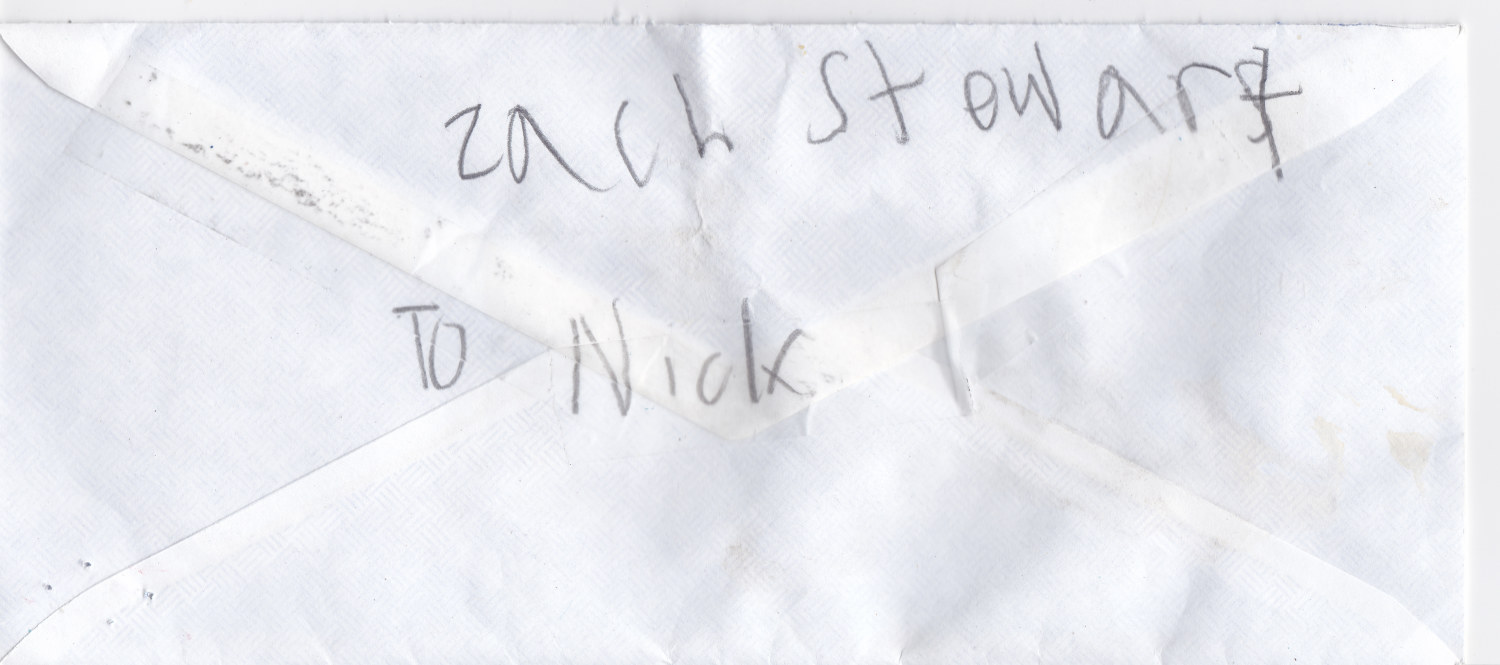 zach stewart
To Nick